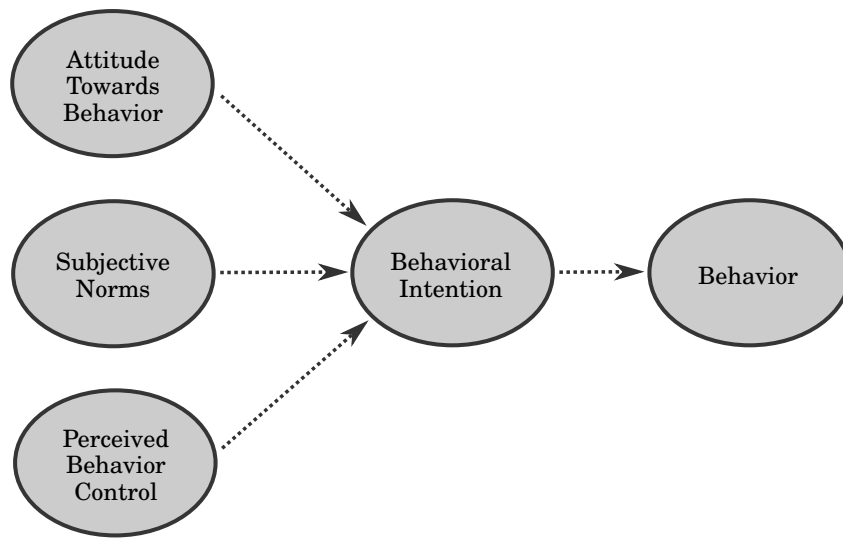 Attitude
Towards
Behavior
Subjective
Norms
Behavioral
Intention
Behavior
Perceived
Behavior
Control